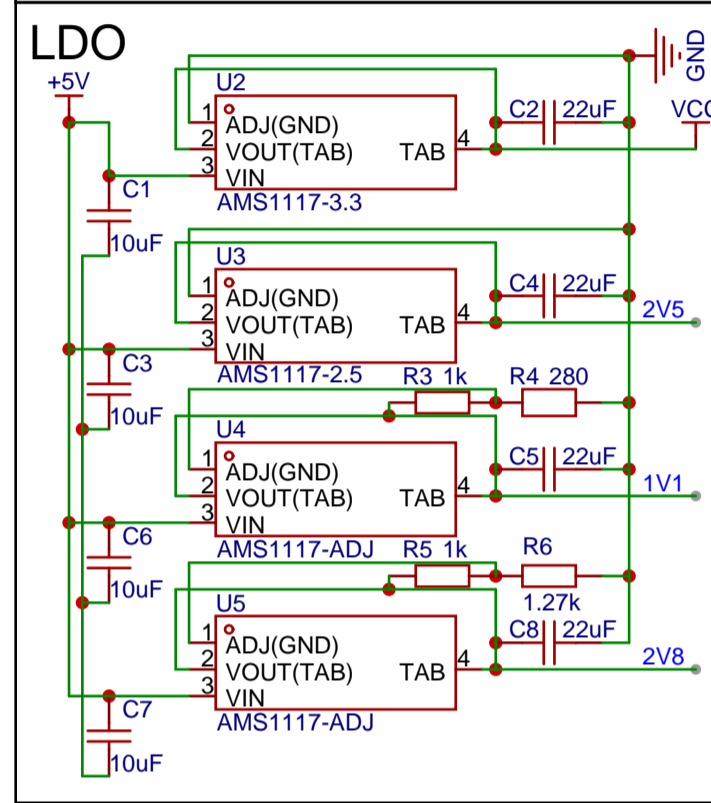 LDO
+5V
GND
U2
C2 22uF
VCC
1
ADJ(GND)
2
VOUT(TAB)
TAB
4
3
VIN
C1
AMS1117-3.3
10uF
U3
C4 22uF
1
ADJ(GND)
2V5
2
VOUT(TAB)
TAB
4
3
VIN
C3
AMS1117-2.5
R3 1k
R4 280
10uF
U4
C5 22uF
1
ADJ(GND)
1V1
2
VOUT(TAB)
TAB
4
3
VIN
C6
AMS1117-ADJ
R5 1k
R6
10uF
1.27k
U5
C8 22uF
1
ADJ(GND)
2V8
2
VOUT(TAB)
TAB
4
3
VIN
C7
AMS1117-ADJ
10uF